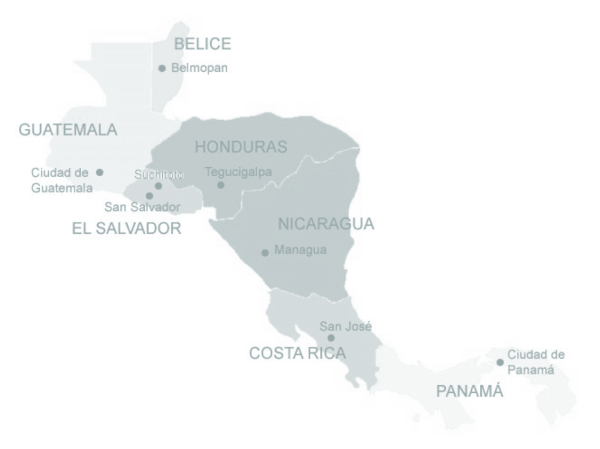 BELICE
Belmopan
GUATEMALA
HONDURAS
Ciudad de
Guatemala
Suchitoto
Tegucigalpa
San Salvador
EL SALVADOR
NICARAGUA
Managua
San José
COSTA RICA
Ciudad de
Panamá
PANAMÁ